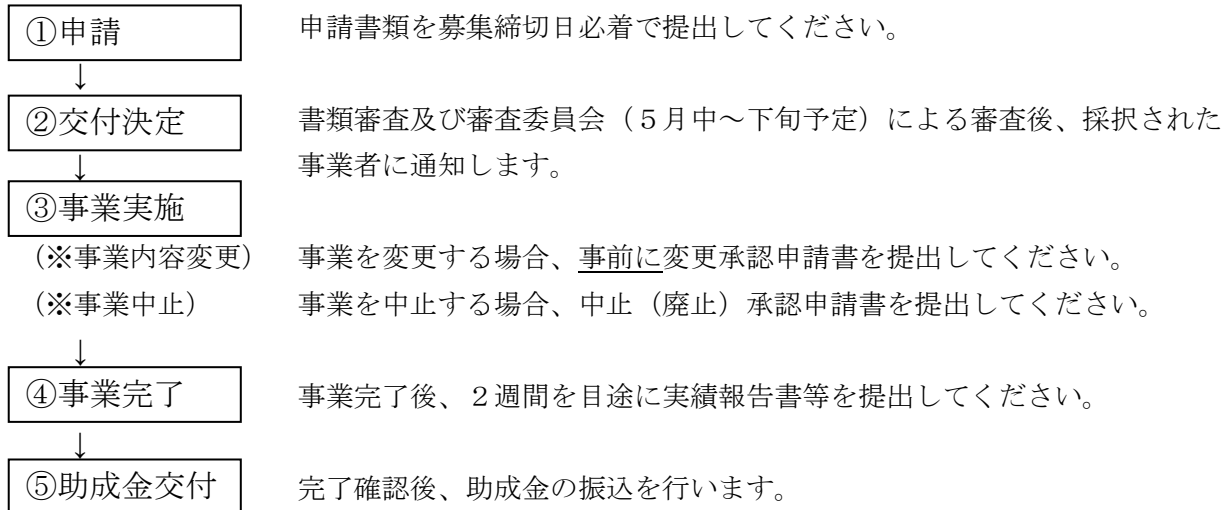 ①申請 申請書類を募集締切日必着で提出してください。
↓
②交付決定 書類審査及び審査委員会（５月中～下旬予定）による審査後、採択された
事業者に通知します。
↓
③事業実施
（※事業内容変更） 事業を変更する場合、事前に変更承認申請書を提出してください。
（※事業中止） 事業を中止する場合、中止（廃止）承認申請書を提出してください。
↓
④事業完了 事業完了後、２週間を目途に実績報告書等を提出してください。
↓
⑤助成金交付 完了確認後、助成金の振込を行います。